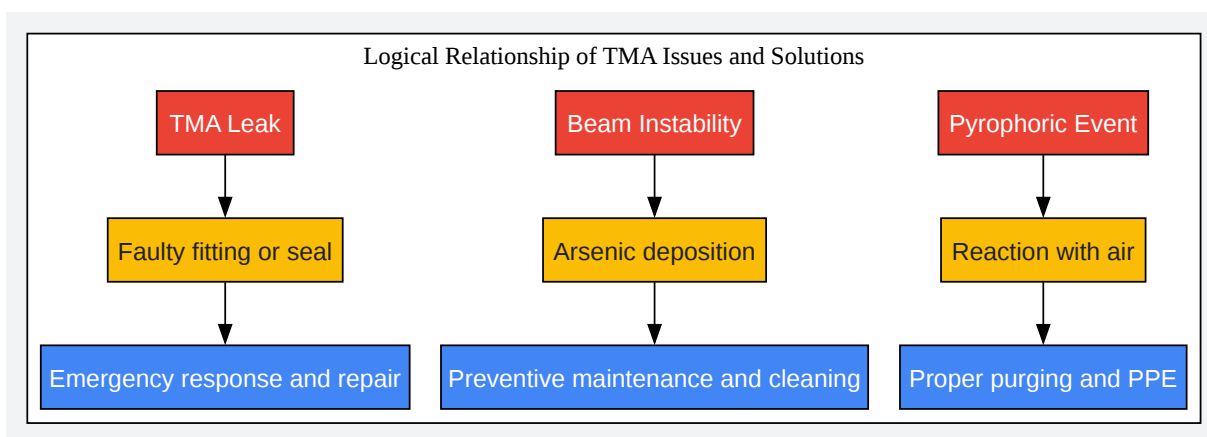 Logical Relationship of TMA Issues and Solutions
TMA Leak
Beam Instability
Pyrophoric Event
Faulty fitting or seal
Arsenic deposition
Reaction with air
Emergency response and repair
Preventive maintenance and cleaning
Proper purging and PPE